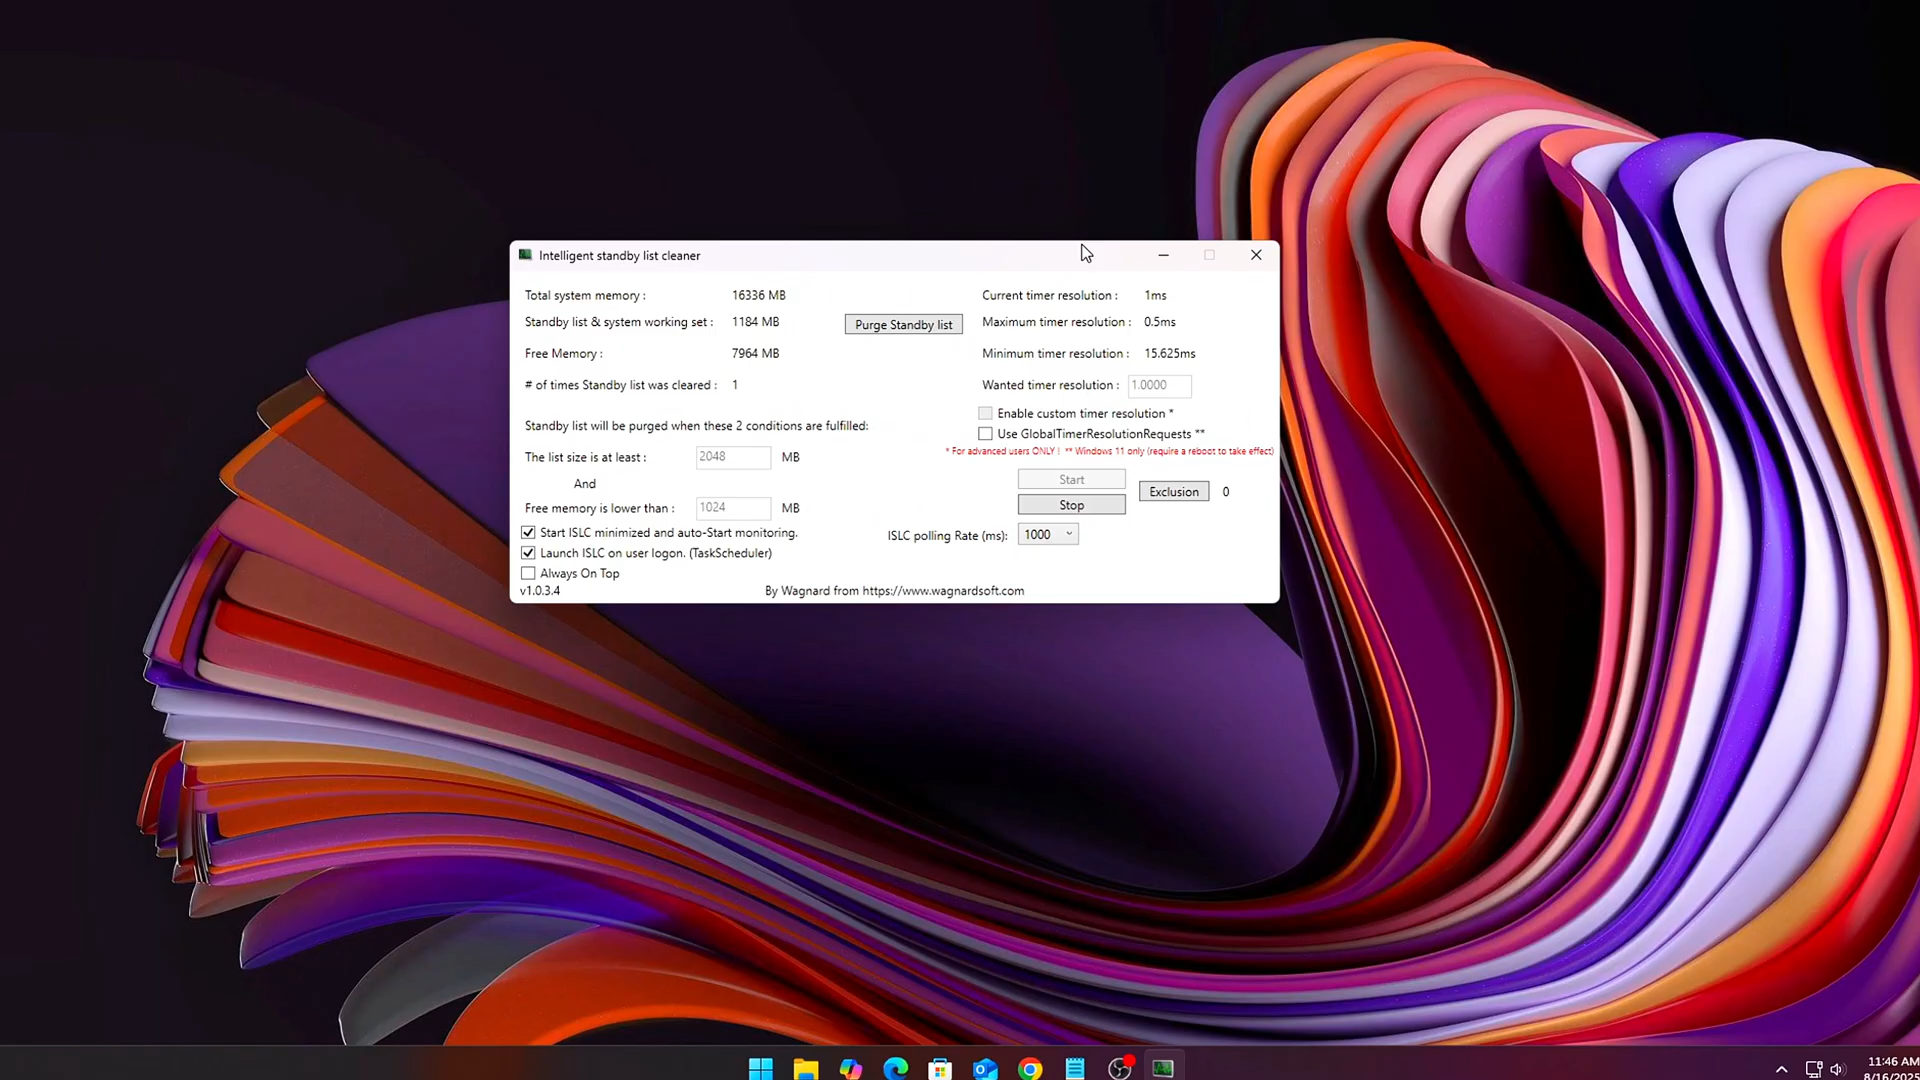 Intelligent standby list cleaner
Total system memory : 16336 MB
Standby list & system working set : 1184 MB
Purge Standby list
Free Memory : 7964 MB
# of times Standby list was cleared : 1
Standby list will be purged when these 2 conditions are fulfilled:
The list size is at least : 2048 MB
And
Free memory is lower than : 1024 MB
Start ISLC minimized and auto-Start monitoring.
Launch ISLC on user logon. (TaskScheduler)
Always On Top
v1.0.3.4
Current timer resolution : 1ms
Maximum timer resolution : 0.5ms
Minimum timer resolution : 15.625ms
Wanted timer resolution : 1.0000
Enable custom timer resolution *
Use GlobalTimerResolutionRequests **
* For advanced users ONLY ! ** Windows 11 only (require a reboot to take effect)
Start
Stop
Exclusion 0
ISLC polling Rate (ms): 1000
By Wagnard from https://www.wagnardsoft.com
11:46 AM
8/16/2025